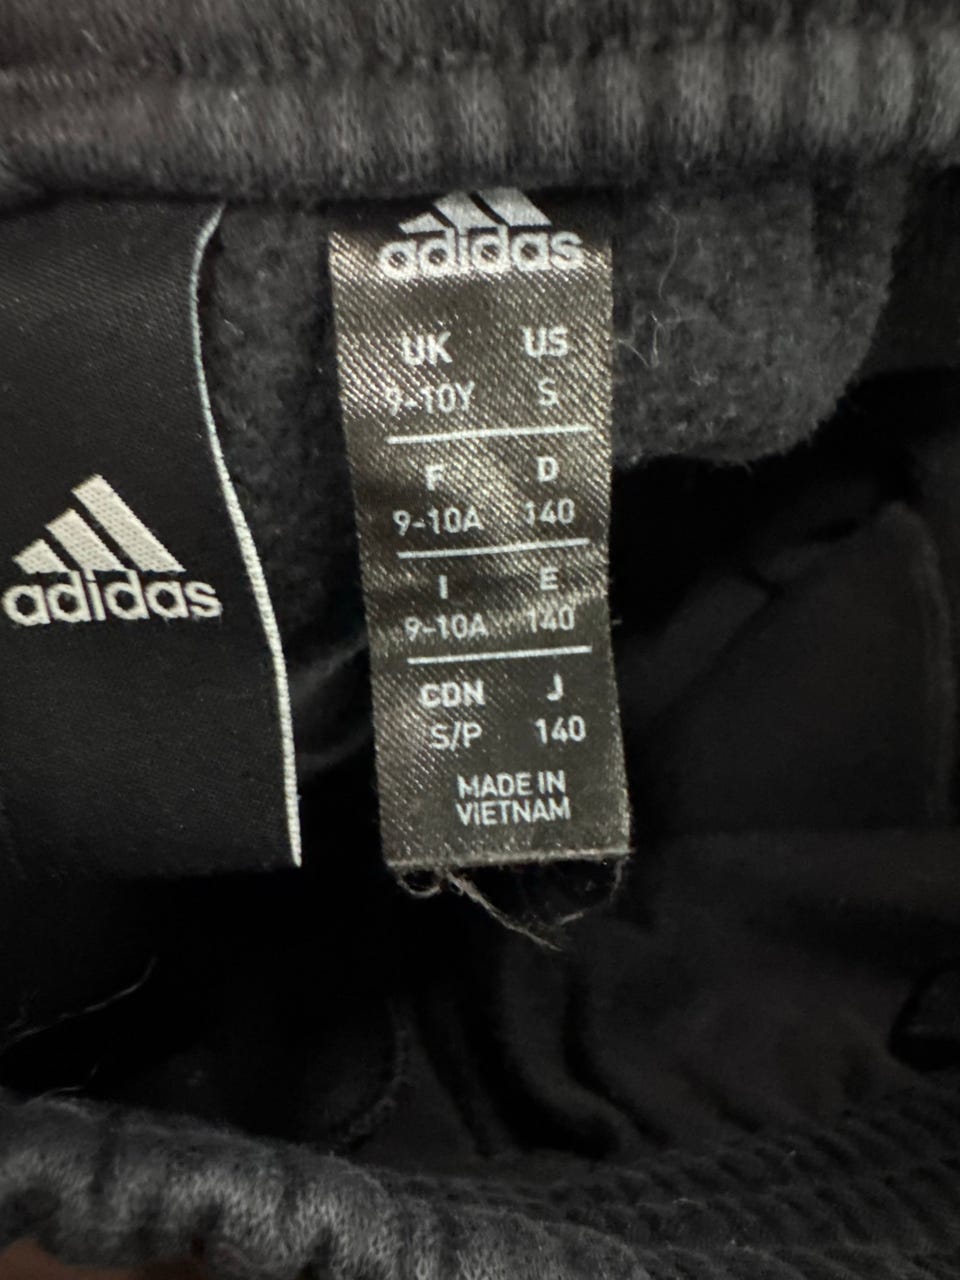 adidas
adidas
UK US
9-10Y S
F D
9-10A 140
I E
9-10A 140
CDN J
S/P 140
MADE IN
VIETNAM